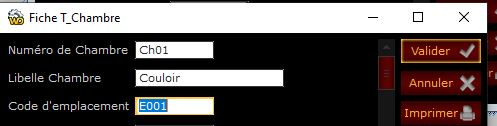 Fiche T_Chambre
Numéro de Chambre Ch01 Valider
Libelle Chambre Couloir Annuler
Code d'emplacement E001 Imprimer